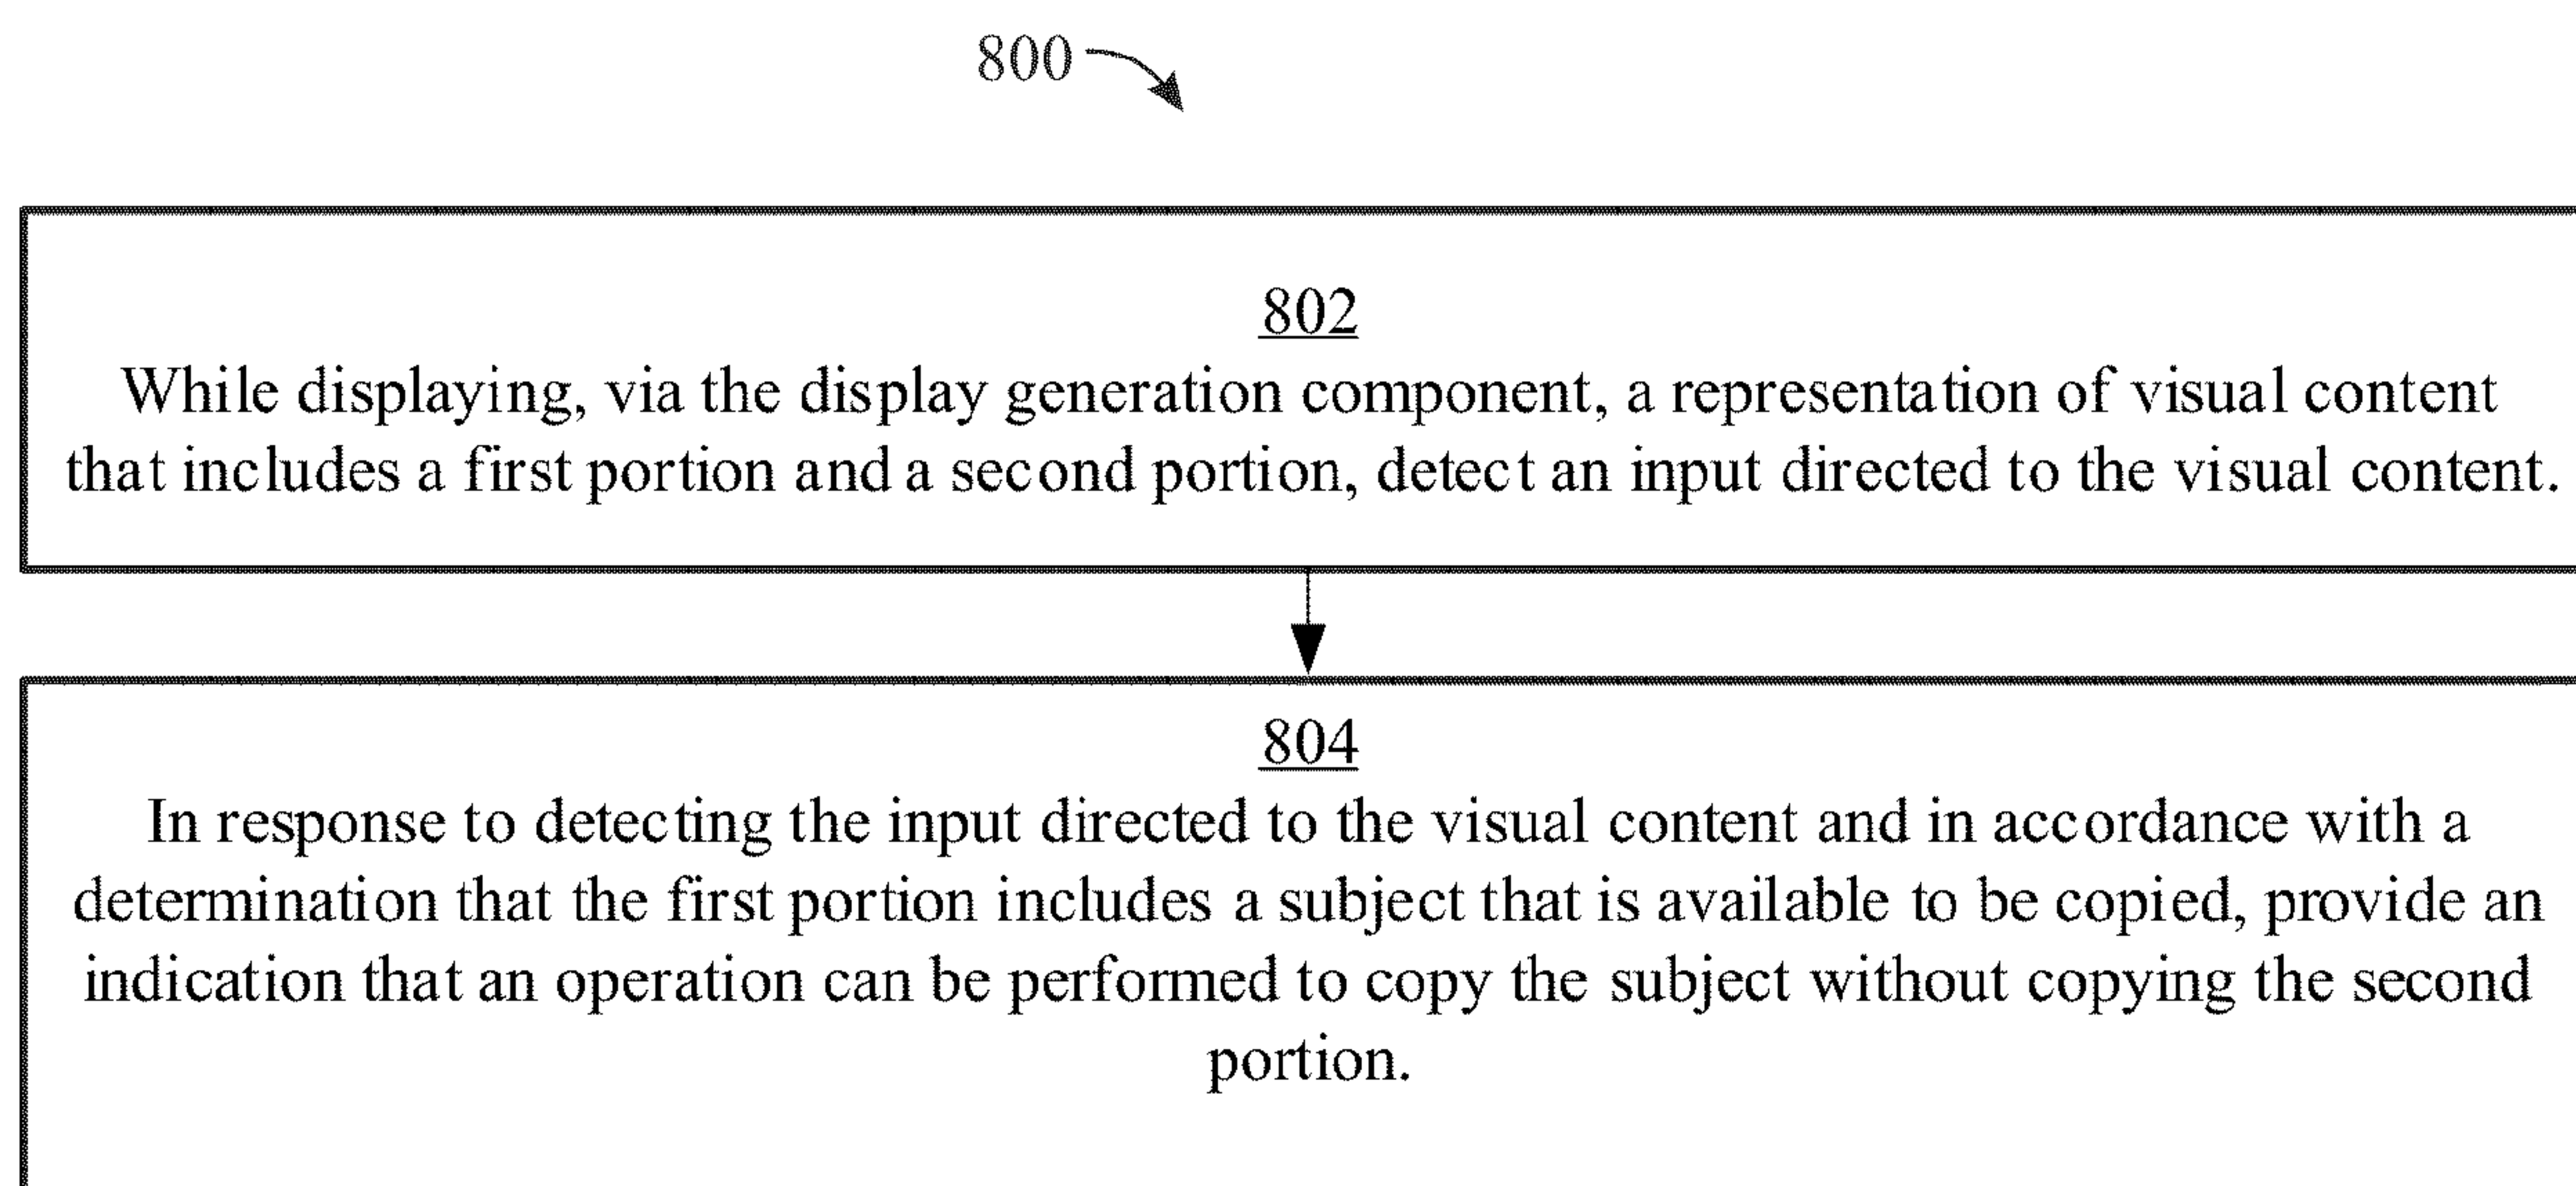 800
802
While displaying, via the display generation component, a representation of visual content
that includes a first portion and a second portion, detect an input directed to the visual content.
804
In response to detecting the input directed to the visual content and in accordance with a
determination that the first portion includes a subject that is available to be copied, provide an
indication that an operation can be performed to copy the subject without copying the second
portion.